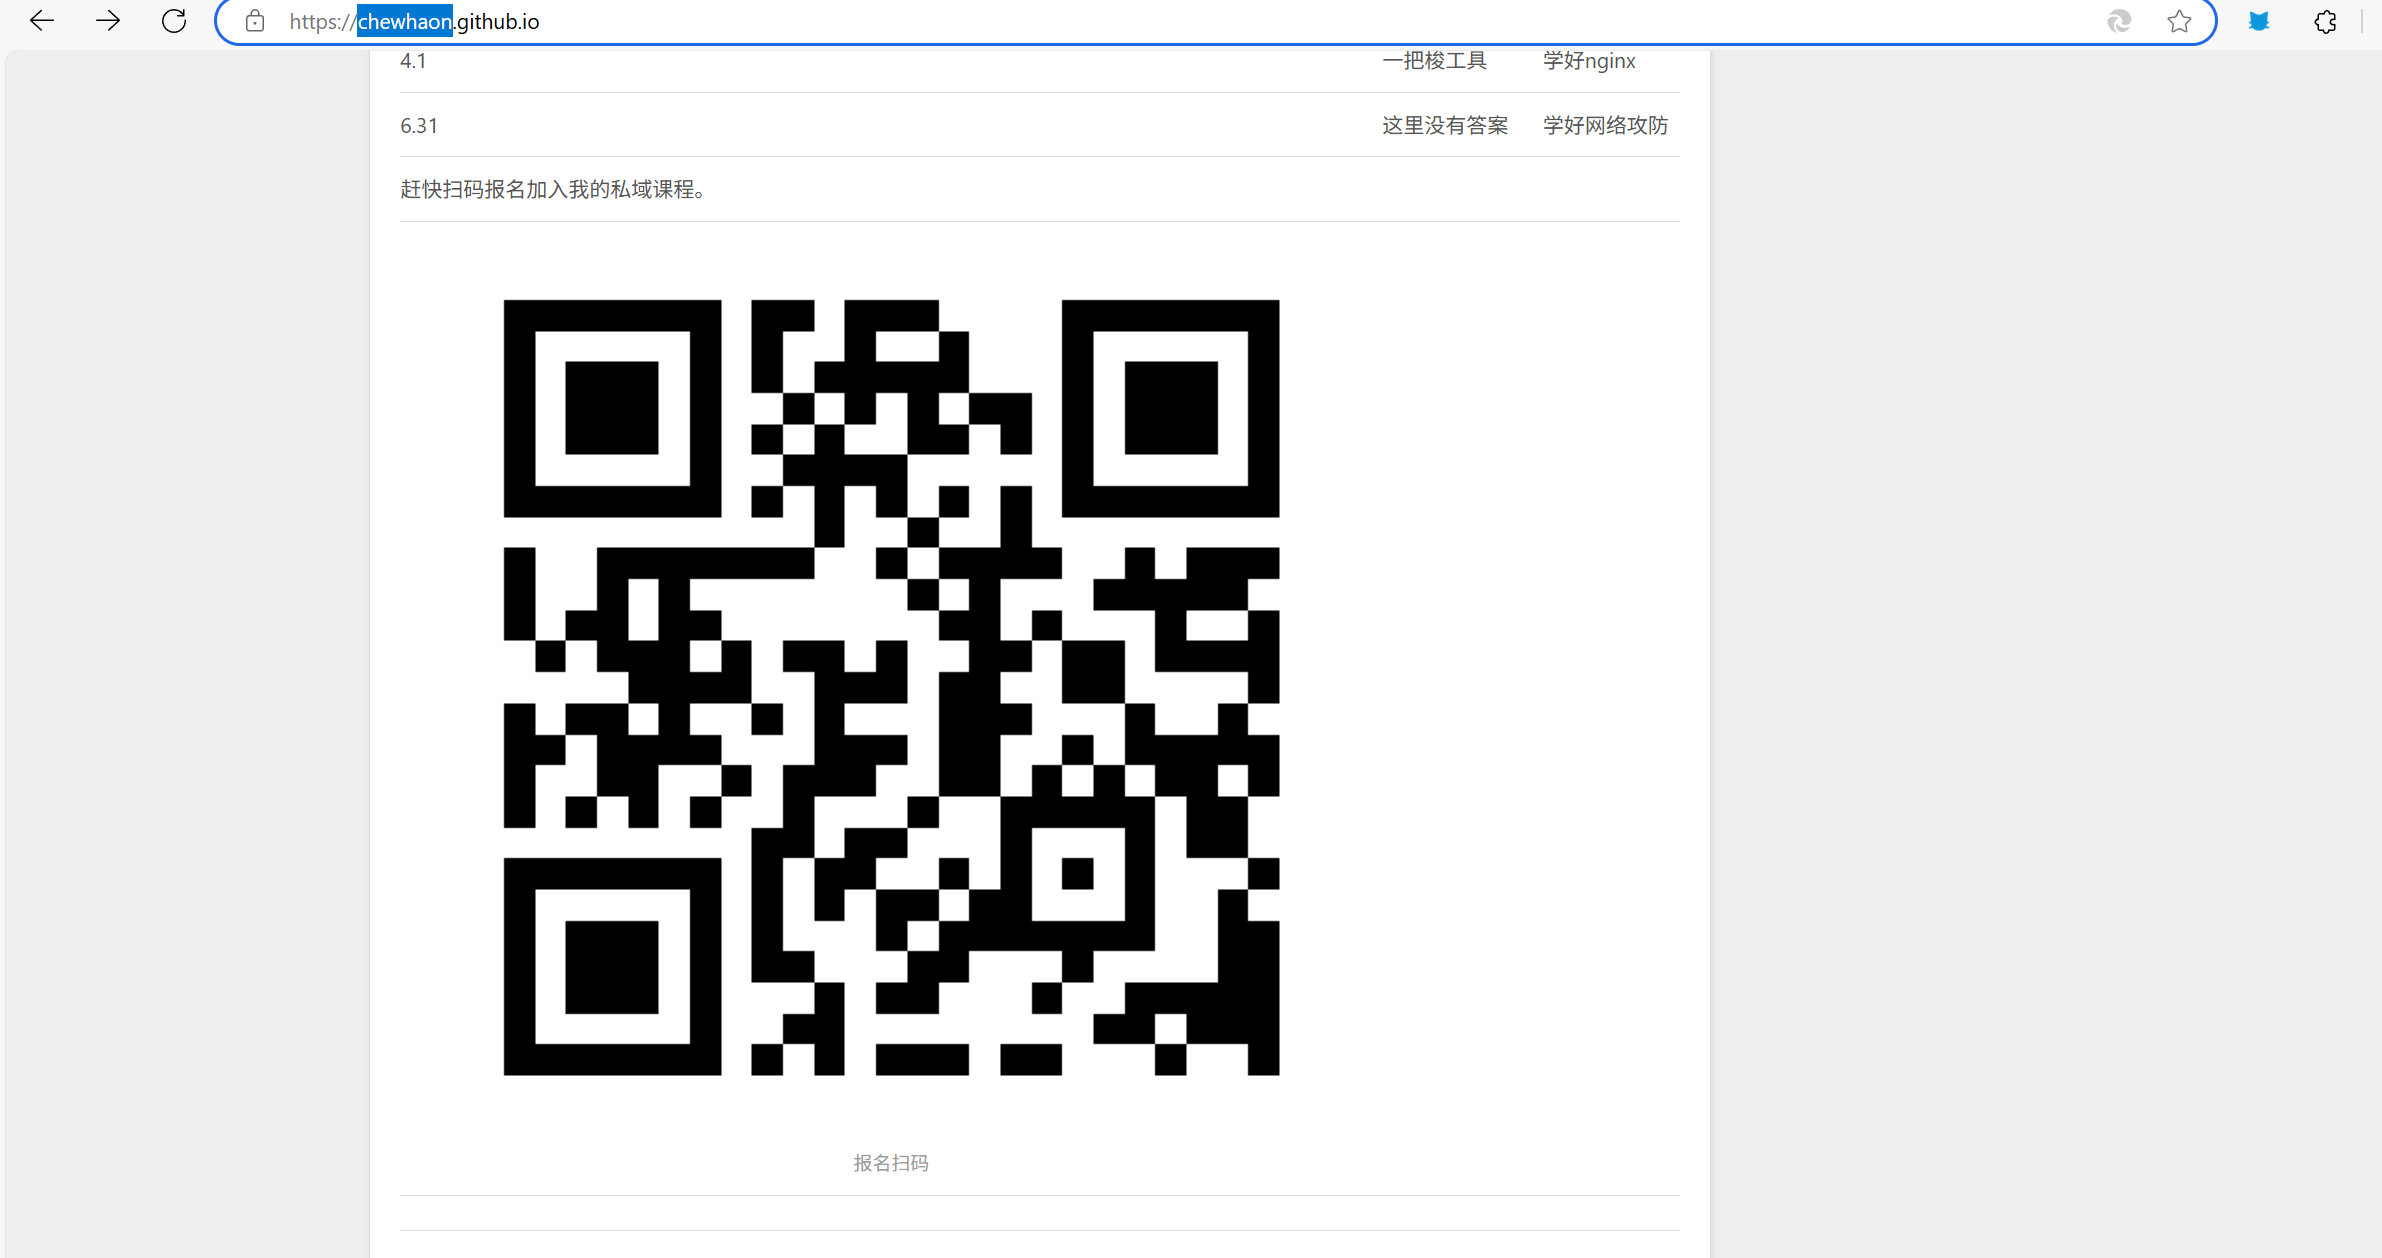 https://chewhaon.github.io
4.1 一把梭工具 学好nginx
6.31 这里没有答案 学好网络攻防
赶快扫码报名加入我的私域课程。
报名扫码